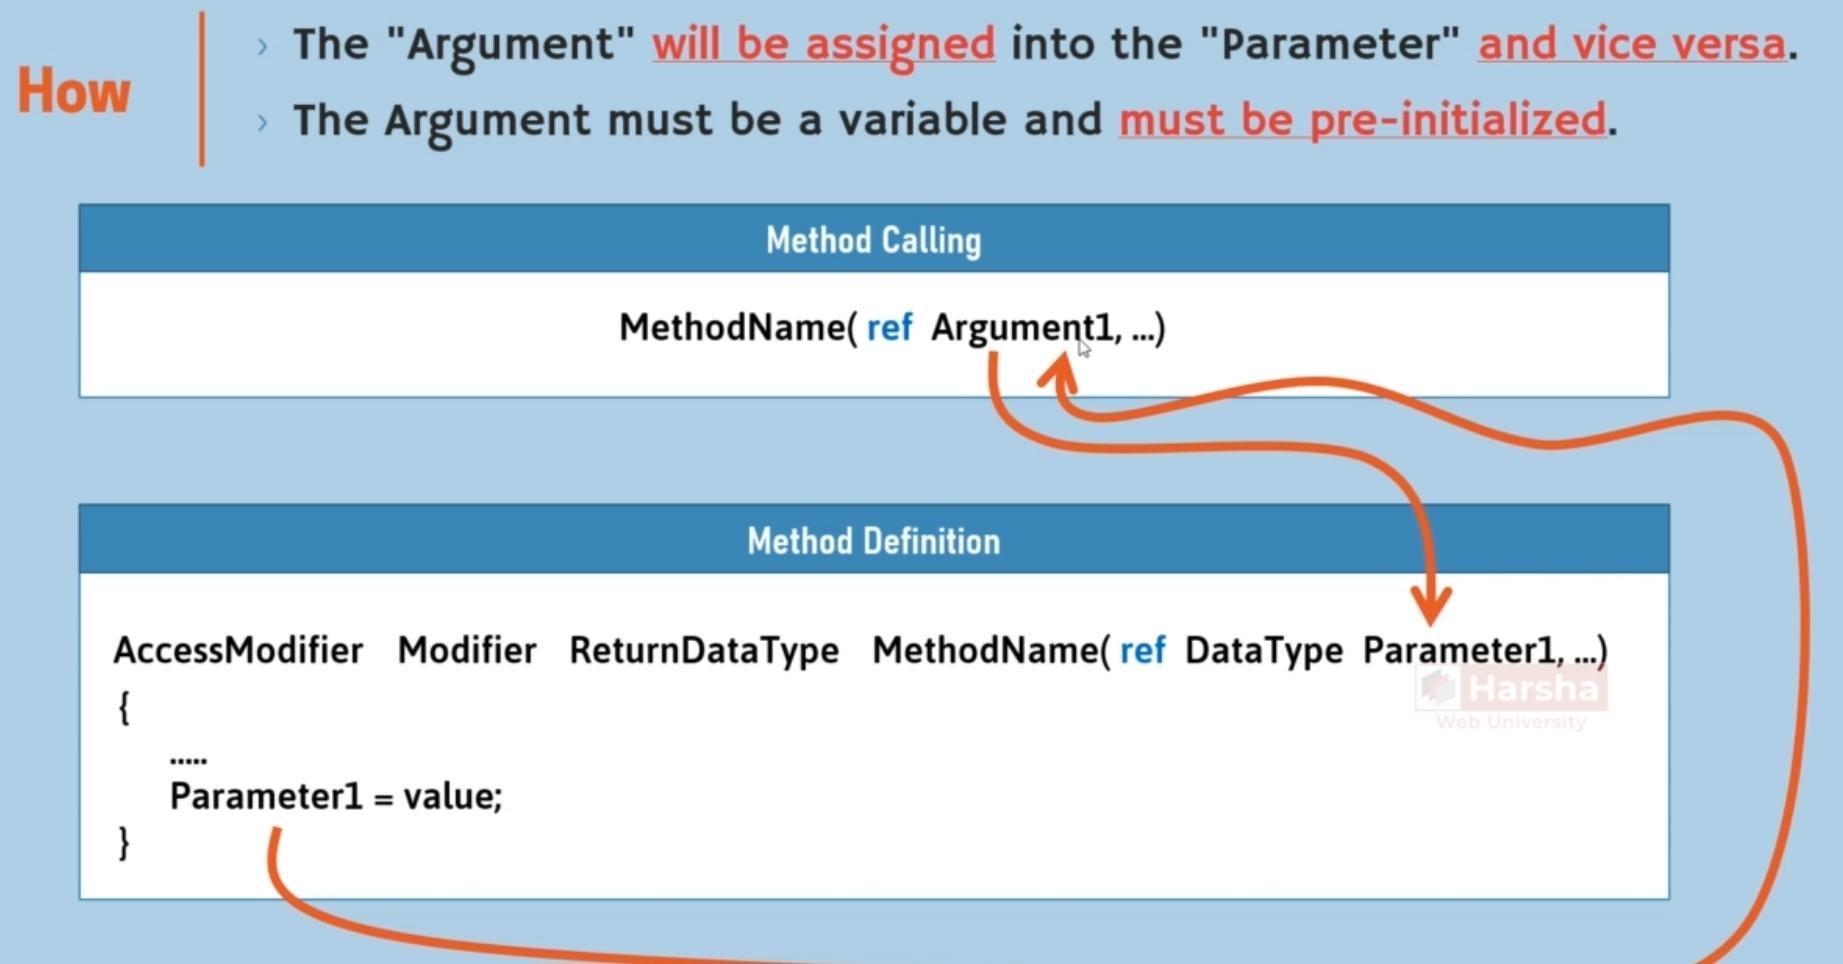 How
› The "Argument" will be assigned into the "Parameter" and vice versa.
› The Argument must be a variable and must be pre-initialized.
Method Calling
MethodName( ref Argument1, ...)
Method Definition
AccessModifier Modifier ReturnDataType MethodName( ref DataType Parameter1, ...)
{
.....
Parameter1 = value;
}
Harsha
Web University